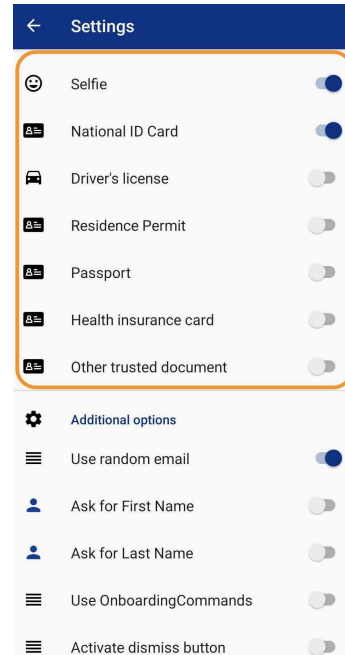 Settings
Selfie
National ID Card
Driver's license
Residence Permit
Passport
Health insurance card
Other trusted document
Additional options
Use random email
Ask for First Name
Ask for Last Name
Use OnboardingCommands
Activate dismiss button